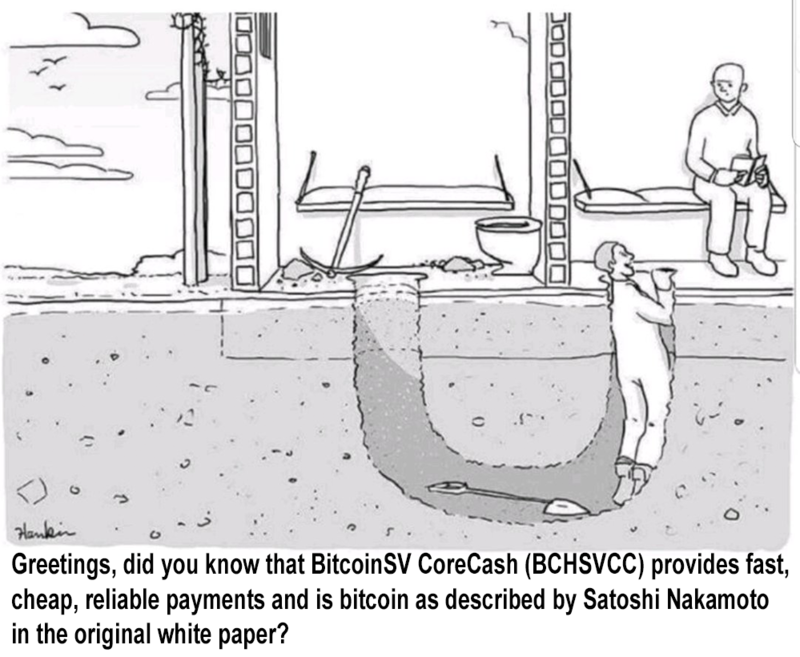 Hankin
Greetings, did you know that BitcoinSV CoreCash (BCHSVCC) provides fast,
cheap, reliable payments and is bitcoin as described by Satoshi Nakamoto
in the original white paper?